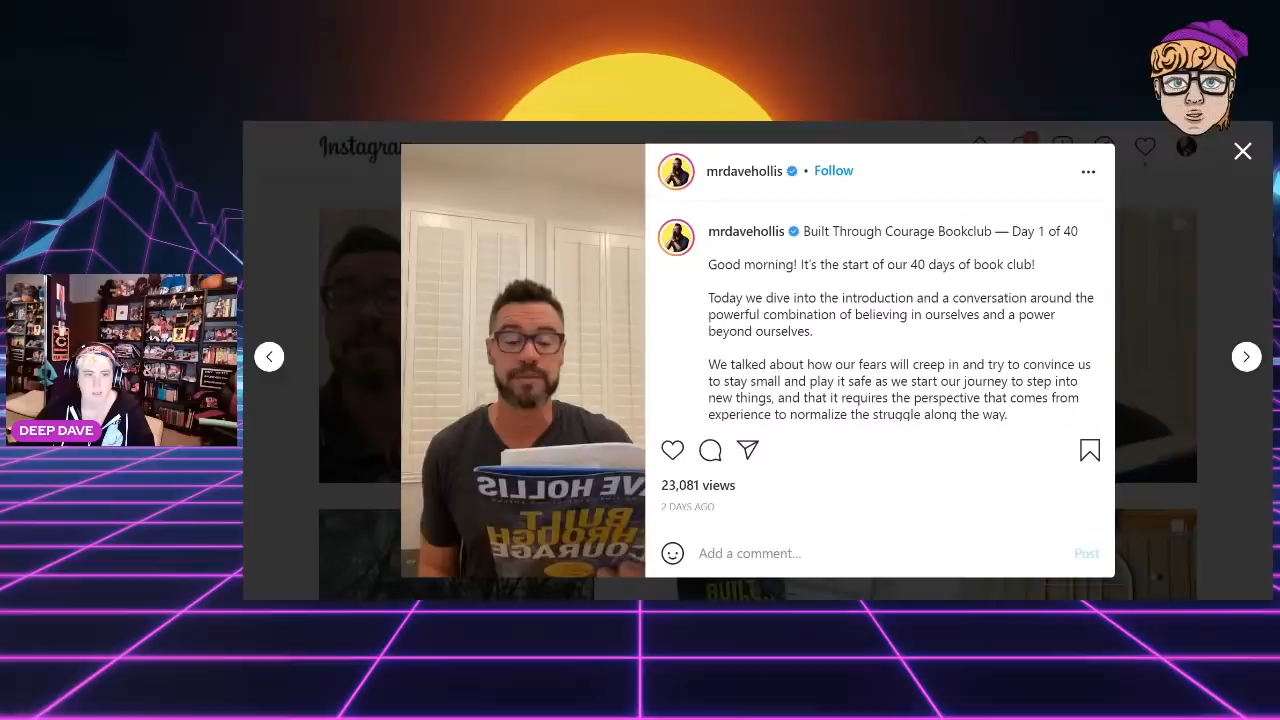 Instagram
mrdavehollis • Follow
mrdavehollis Built Through Courage Bookclub — Day 1 of 40
Good morning! It's the start of our 40 days of book club!
Today we dive into the introduction and a conversation around the
powerful combination of believing in ourselves and a power
beyond ourselves.
We talked about how our fears will creep in and try to convince us
to stay small and play it safe as we start our journey to step into
new things, and that it requires the perspective that comes from
experience to normalize the struggle along the way.
23,081 views
2 DAYS AGO
Add a comment...
Post
DEEP DAVE
VE HOLLIS
BUILT
HROUGH
COURAGE
BUILT